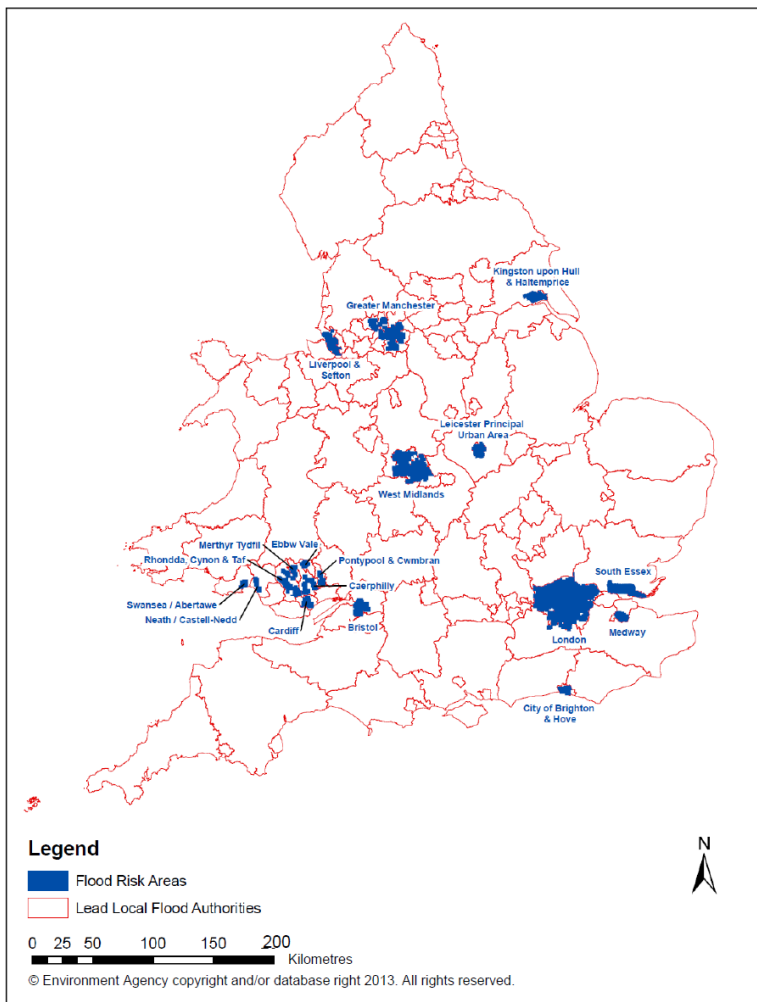 Kingston upon Hull
& Haltemprice
Greater Manchester
Liverpool &
Sefton
Leicester Principal
Urban Area
West Midlands
Merthyr Tydfil
Ebbw Vale
Rhondda, Cynon & Taf
Pontypool & Cwmbran
Caerphilly
Swansea / Abertawe
Neath / Castell-Nedd
Cardiff
Bristol
South Essex
London
Medway
City of Brighton
& Hove
Legend
Flood Risk Areas
Lead Local Flood Authorities
N
0 25 50 100 150 200
Kilometres
© Environment Agency copyright and/or database right 2013. All rights reserved.